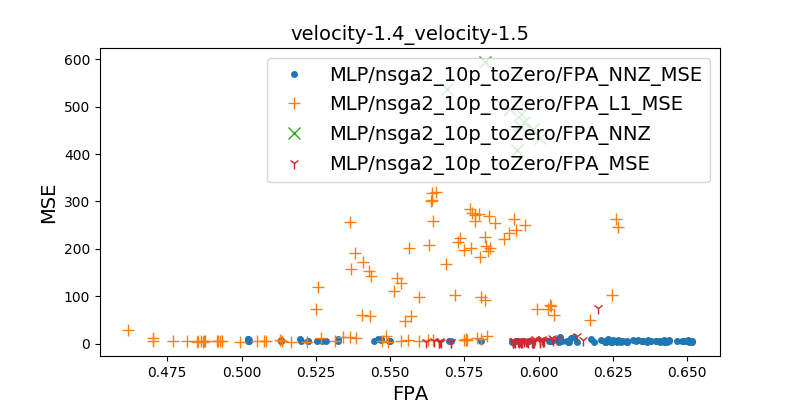 velocity-1.4_velocity-1.5
600
500
400
300
200
100
0
MSE
MLP/nsga2_10p_toZero/FPA_NNZ_MSE
MLP/nsga2_10p_toZero/FPA_L1_MSE
MLP/nsga2_10p_toZero/FPA_NNZ
MLP/nsga2_10p_toZero/FPA_MSE
0.475 0.500 0.525 0.550 0.575 0.600 0.625 0.650
FPA